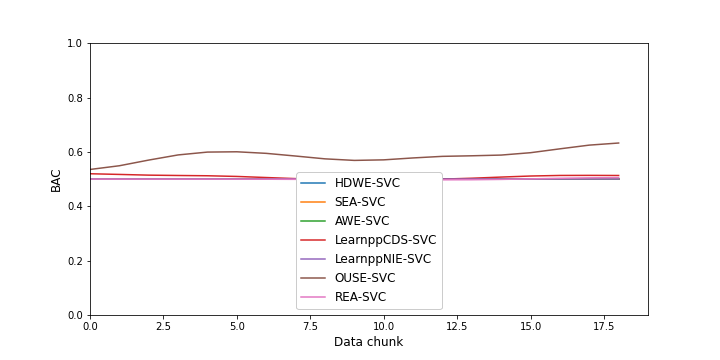 1.0
0.8
0.6
0.4
0.2
0.0
BAC
HDWE-SVC
SEA-SVC
AWE-SVC
LearnppCDS-SVC
LearnppNIE-SVC
OUSE-SVC
REA-SVC
0.0 2.5 5.0 7.5 10.0 12.5 15.0 17.5
Data chunk